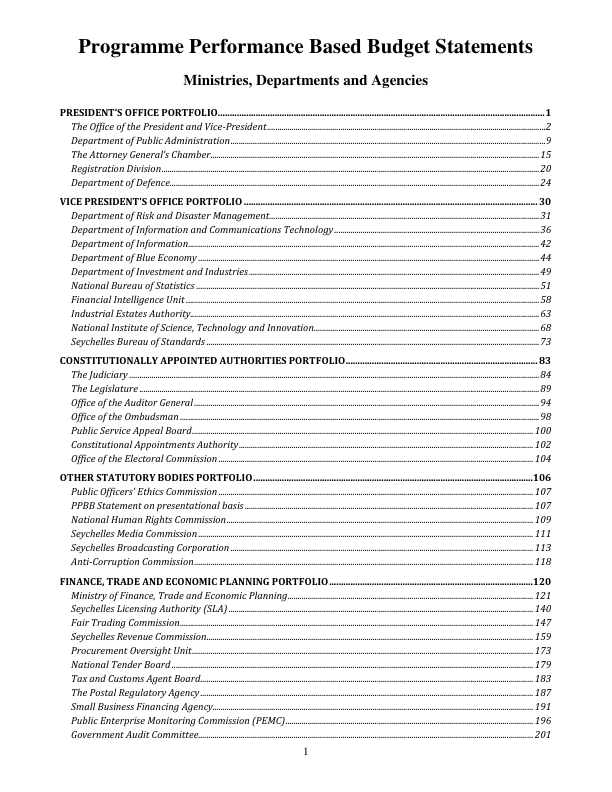 Programme Performance Based Budget Statements
Ministries, Departments and Agencies
PRESIDENT'S OFFICE PORTFOLIO 1
The Office of the President and Vice-President 2
Department of Public Administration 9
The Attorney General's Chamber 15
Registration Division 20
Department of Defence 24
VICE PRESIDENT'S OFFICE PORTFOLIO 30
Department of Risk and Disaster Management 31
Department of Information and Communications Technology 36
Department of Information 42
Department of Blue Economy 44
Department of Investment and Industries 49
National Bureau of Statistics 51
Financial Intelligence Unit 58
Industrial Estates Authority 63
National Institute of Science, Technology and Innovation 68
Seychelles Bureau of Standards 73
CONSTITUTIONALLY APPOINTED AUTHORITIES PORTFOLIO 83
The Judiciary 84
The Legislature 89
Office of the Auditor General 94
Office of the Ombudsman 98
Public Service Appeal Board 100
Constitutional Appointments Authority 102
Office of the Electoral Commission 104
OTHER STATUTORY BODIES PORTFOLIO 106
Public Officers' Ethics Commission 107
PPBB Statement on presentational basis 107
National Human Rights Commission 109
Seychelles Media Commission 111
Seychelles Broadcasting Corporation 113
Anti-Corruption Commission 118
FINANCE, TRADE AND ECONOMIC PLANNING PORTFOLIO 120
Ministry of Finance, Trade and Economic Planning 121
Seychelles Licensing Authority (SLA) 140
Fair Trading Commission 147
Seychelles Revenue Commission 159
Procurement Oversight Unit 173
National Tender Board 179
Tax and Customs Agent Board 183
The Postal Regulatory Agency 187
Small Business Financing Agency 191
Public Enterprise Monitoring Commission (PEMC) 196
Government Audit Committee 201
1